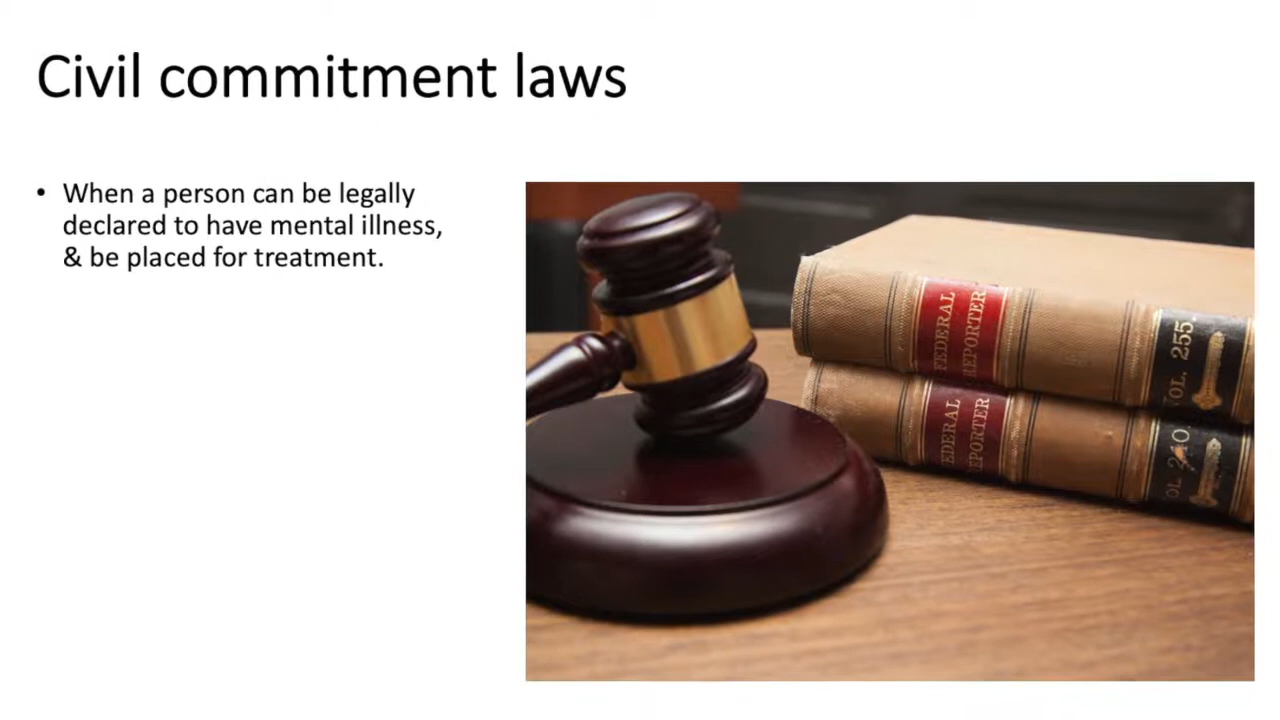 Civil commitment laws
• When a person can be legally
declared to have mental illness,
& be placed for treatment.
FEDERAL
REPORTER
VOL. 255.
FEDERAL
REPORTER
VOL 240.